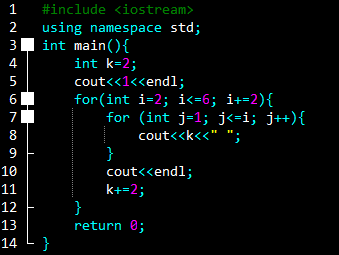 1 #include <iostream>
2 using namespace std;
3 int main(){
4 int k=2;
5 cout<<1<<endl;
6 for(int i=2; i<=6; i+=2){
7 for (int j=1; j<=i; j++){
8 cout<<k<<" ";
9 }
10 cout<<endl;
11 k+=2;
12 }
13 return 0;
14 }